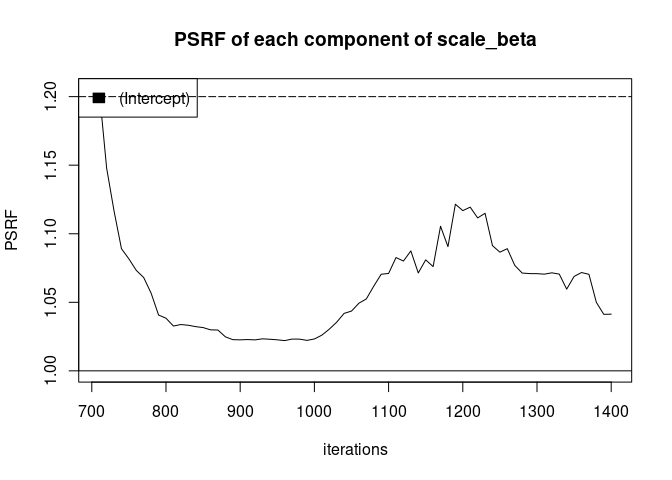 PSRF of each component of scale_beta
(Intercept)
PSRF
1.20
1.15
1.10
1.05
1.00
700 800 900 1000 1100 1200 1300 1400
iterations